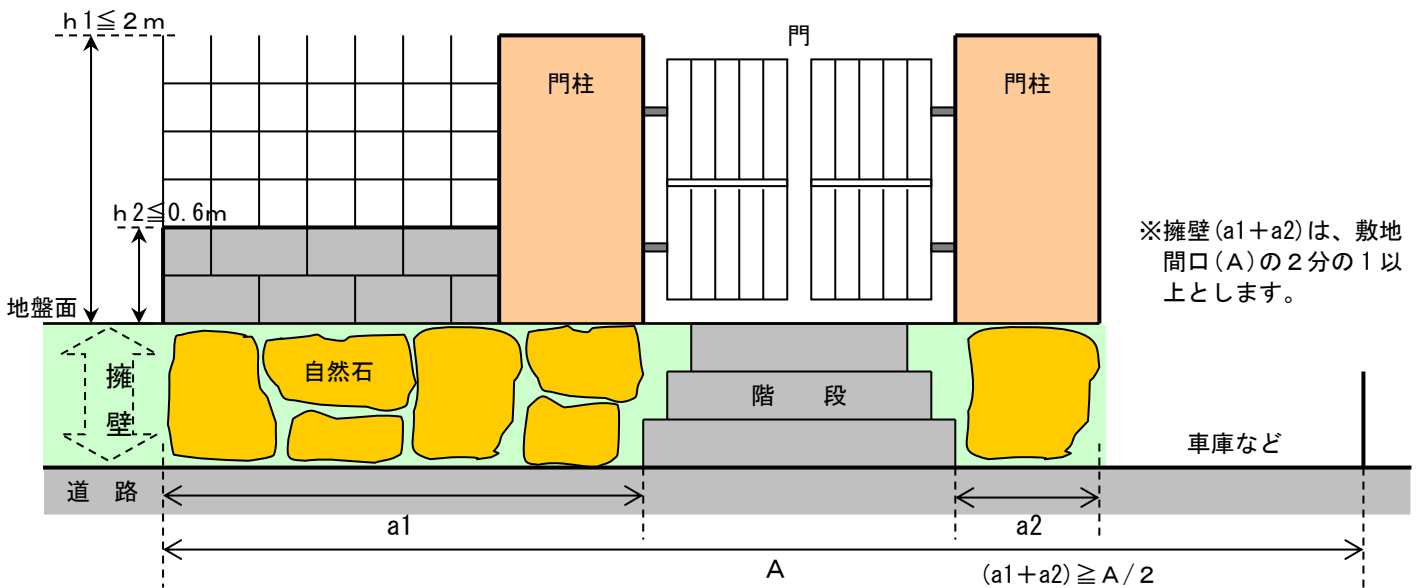 ｈ1≦２ｍ
門
門柱
門柱
ｈ2≦0.6ｍ
※擁壁(a1＋a2)は、敷地
間口(Ａ)の２分の１以
上とします。
地盤面
擁
壁
自然石
階　段
車庫など
道　路
a1
a2
Ａ
(a1＋a2)≧Ａ/２